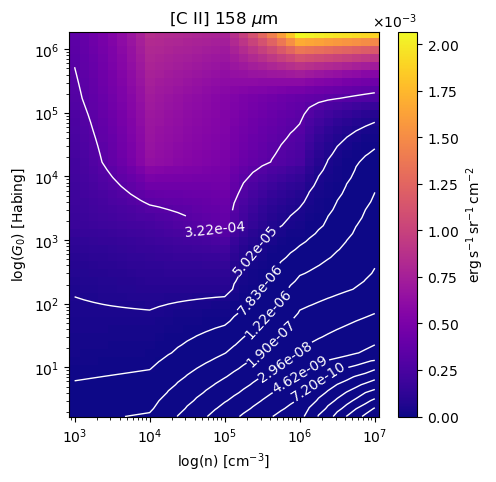 [C II] 158 μm
×10⁻³
10⁶
10⁵
10⁴
10³
10²
10¹
log(G₀) [Habing]
3.22e-04
5.02e-05
7.83e-06
1.22e-06
1.90e-07
2.96e-08
4.62e-09
7.20e-10
10³ 10⁴ 10⁵ 10⁶ 10⁷
log(n) [cm⁻³]
2.00
1.75
1.50
1.25
1.00
0.75
0.50
0.25
0.00
erg s⁻¹ sr⁻¹ cm⁻²